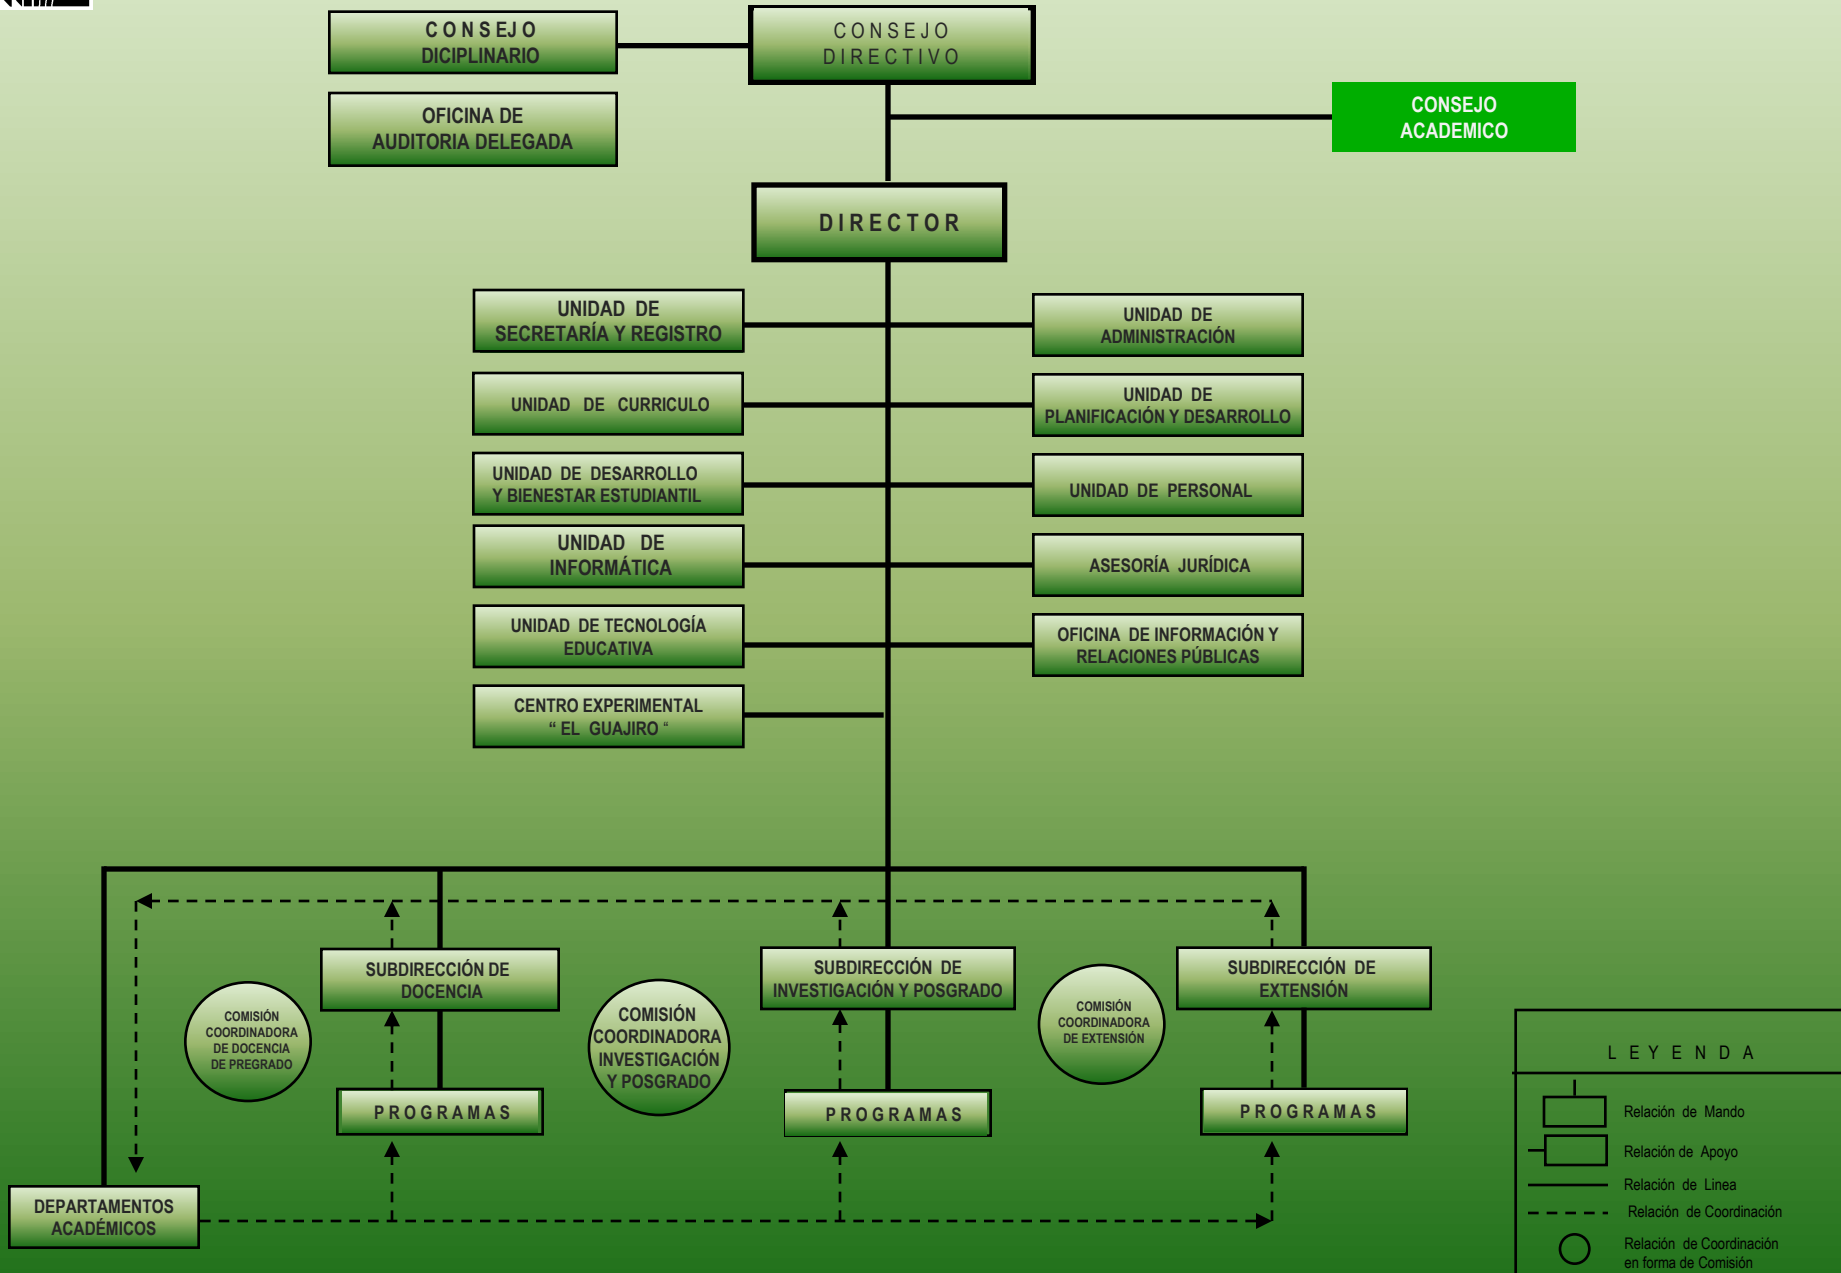 CONSEJO
DICIPLINARIO
CONSEJO
DIRECTIVO
OFICINA DE
AUDITORIA DELEGADA
CONSEJO
ACADEMICO
DIRECTOR
UNIDAD DE
SECRETARÍA Y REGISTRO
UNIDAD DE
ADMINISTRACIÓN
UNIDAD DE CURRICULO
UNIDAD DE
PLANIFICACIÓN Y DESARROLLO
UNIDAD DE DESARROLLO
Y BIENESTAR ESTUDIANTIL
UNIDAD DE PERSONAL
UNIDAD DE
INFORMÁTICA
ASESORÍA JURÍDICA
UNIDAD DE TECNOLOGÍA
EDUCATIVA
OFICINA DE INFORMACIÓN Y
RELACIONES PÚBLICAS
CENTRO EXPERIMENTAL
“ EL GUAJIRO “
SUBDIRECCIÓN DE
DOCENCIA
SUBDIRECCIÓN DE
INVESTIGACIÓN Y POSGRADO
SUBDIRECCIÓN DE
EXTENSIÓN
COMISIÓN
COORDINADORA
DE DOCENCIA
DE PREGRADO
COMISIÓN
COORDINADORA
INVESTIGACIÓN
Y POSGRADO
COMISIÓN
COORDINADORA
DE EXTENSIÓN
PROGRAMAS
PROGRAMAS
PROGRAMAS
DEPARTAMENTOS
ACADÉMICOS
LEYENDA
Relación de Mando
Relación de Apoyo
Relación de Linea
Relación de Coordinación
Relación de Coordinación
en forma de Comisión